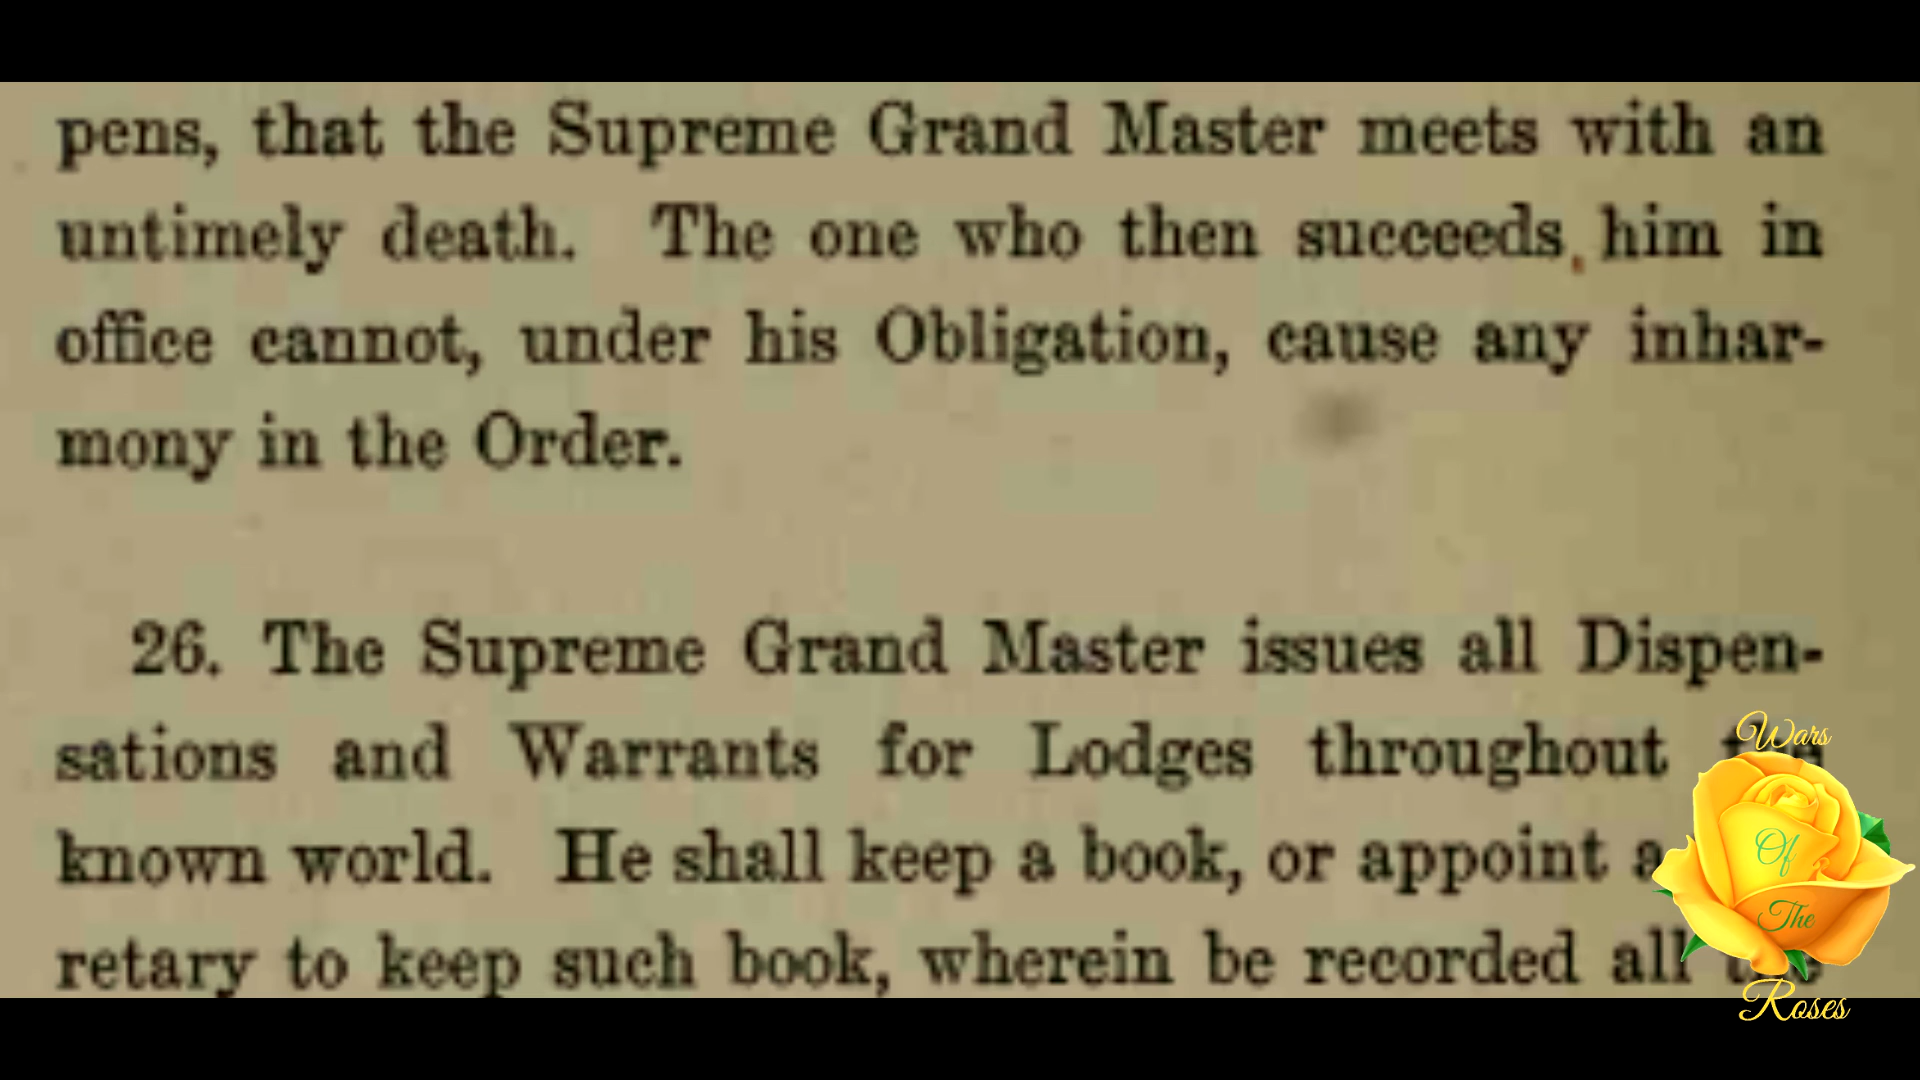 pens, that the Supreme Grand Master meets with an
untimely death. The one who then succeeds him in
office cannot, under his Obligation, cause any inhar-
mony in the Order.
26. The Supreme Grand Master issues all Dispen-
sations and Warrants for Lodges throughout
known world. He shall keep a book, or appoint a
retary to keep such book, wherein be recorded all the
Wars
Of
The
Roses